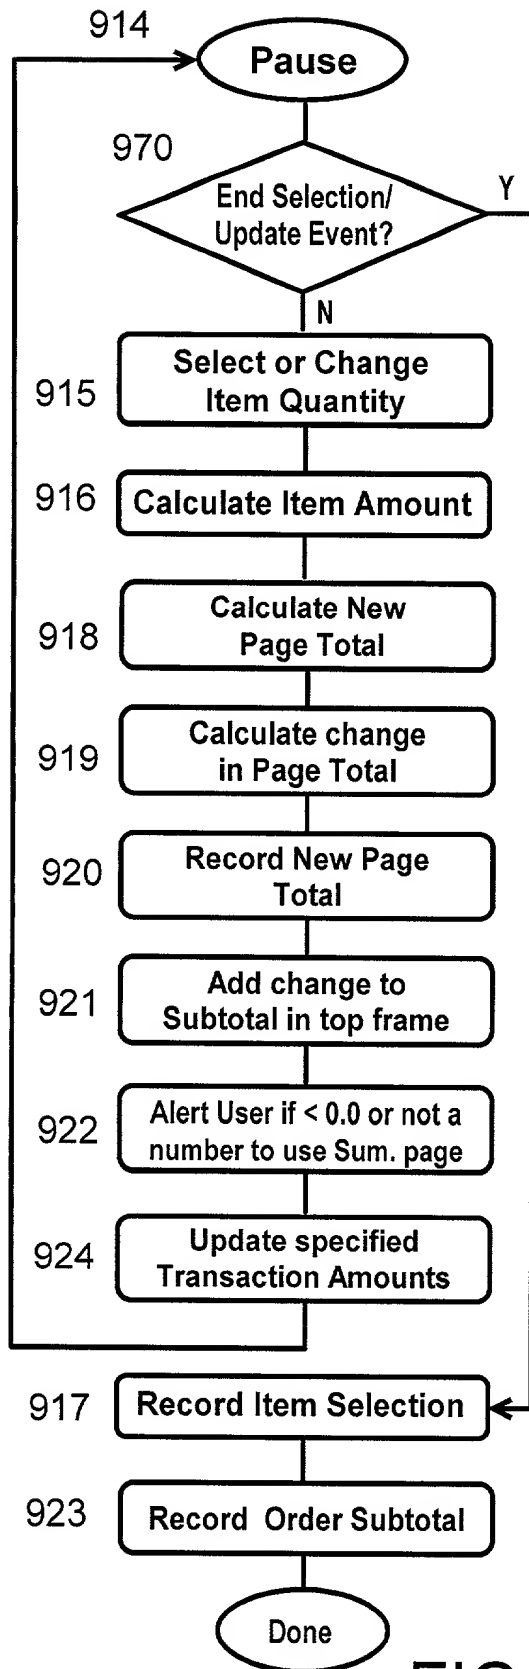 914
Pause
970
End Selection/
Update Event?
Y
N
915
Select or Change
Item Quantity
916
Calculate Item Amount
918
Calculate New
Page Total
919
Calculate change
in Page Total
920
Record New Page
Total
921
Add change to
Subtotal in top frame
922
Alert User if < 0.0 or not a
number to use Sum. page
924
Update specified
Transaction Amounts
917
Record Item Selection
923
Record Order Subtotal
Done